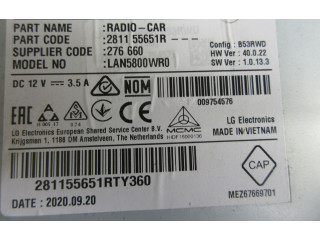 PART NAME :RADIO-CAR
PART NUMBER :2811 55651R
SUPPLIER CODE :276 660
MODEL NO :LAN5800WR0
Config : B53RWD
HW Ver : 40.0.22
SW Ver : 1.0.13.3
DC 12 V 3.5 A
009754576
EAC
NOM
MCMC
LG Electronics European Shared Service Center B.V.
Krijgsman 1, 1186 DM Amstelveen, The Netherlands
LG Electronics
MADE IN VIETNAM
281155651RTY360
DATE : 2020.09.20
CAP
MEZ67669701